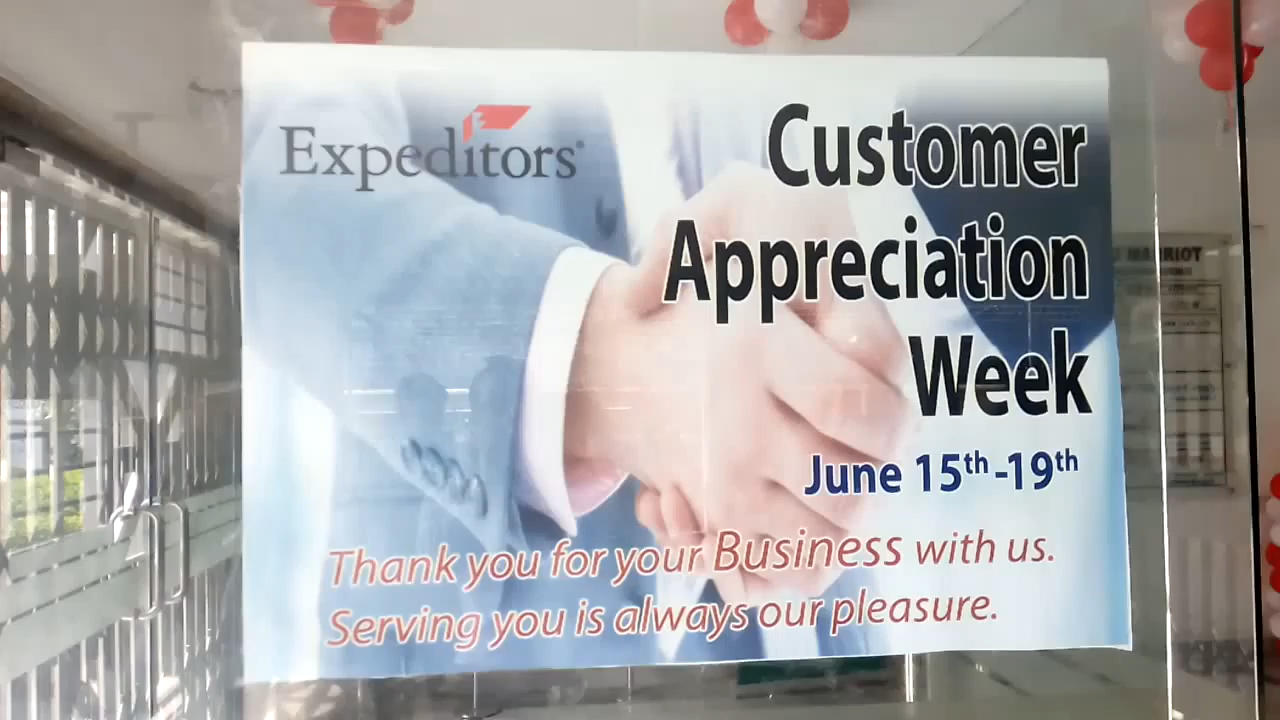 Expeditors®
Customer
Appreciation
Week
June 15th-19th
Thank you for your Business with us.
Serving you is always our pleasure.